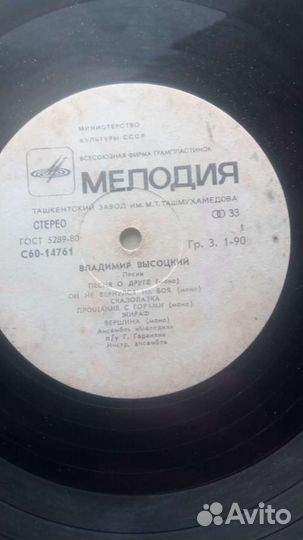 МИНИСТЕРСТВО
КУЛЬТУРЫ СССР
ВСЕСОЮЗНАЯ ФИРМА ГРАМПЛАСТИНОК
МЕЛОДИЯ
ТАШКЕНТСКИЙ ЗАВОД ИМ. М.Т. ТАШМУХАМЕДОВА
СТЕРЕО 33
ГОСТ 5289-80 1
С60-14761 Гр. 3. 1-90
ВЛАДИМИР ВЫСОЦКИЙ
Песни
ПЕСНЯ О ДРУГЕ (моно)
ОН НЕ ВЕРНУЛСЯ ИЗ БОЯ (моно)
СКАЛОЛАЗКА
ПРОЩАНИЕ С ГОРАМИ (моно)
ЖИРАФ
ВЕРШИНА (моно)
Ансамбль «Мелодия»
п/у Г. Гараняна
Инстр. ансамбль
Avito